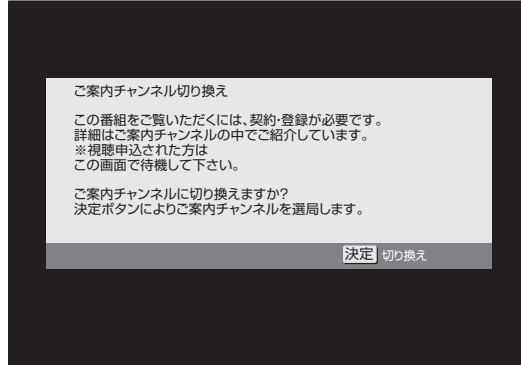 ご案内チャンネル切り換え
この番組をご覧いただくには、契約・登録が必要です。
詳細はご案内チャンネルの中でご紹介しています。
※視聴申込された方は
この画面で待機して下さい。
ご案内チャンネルに切り換えますか?
決定ボタンによりご案内チャンネルを選局します。
決定 切り換え